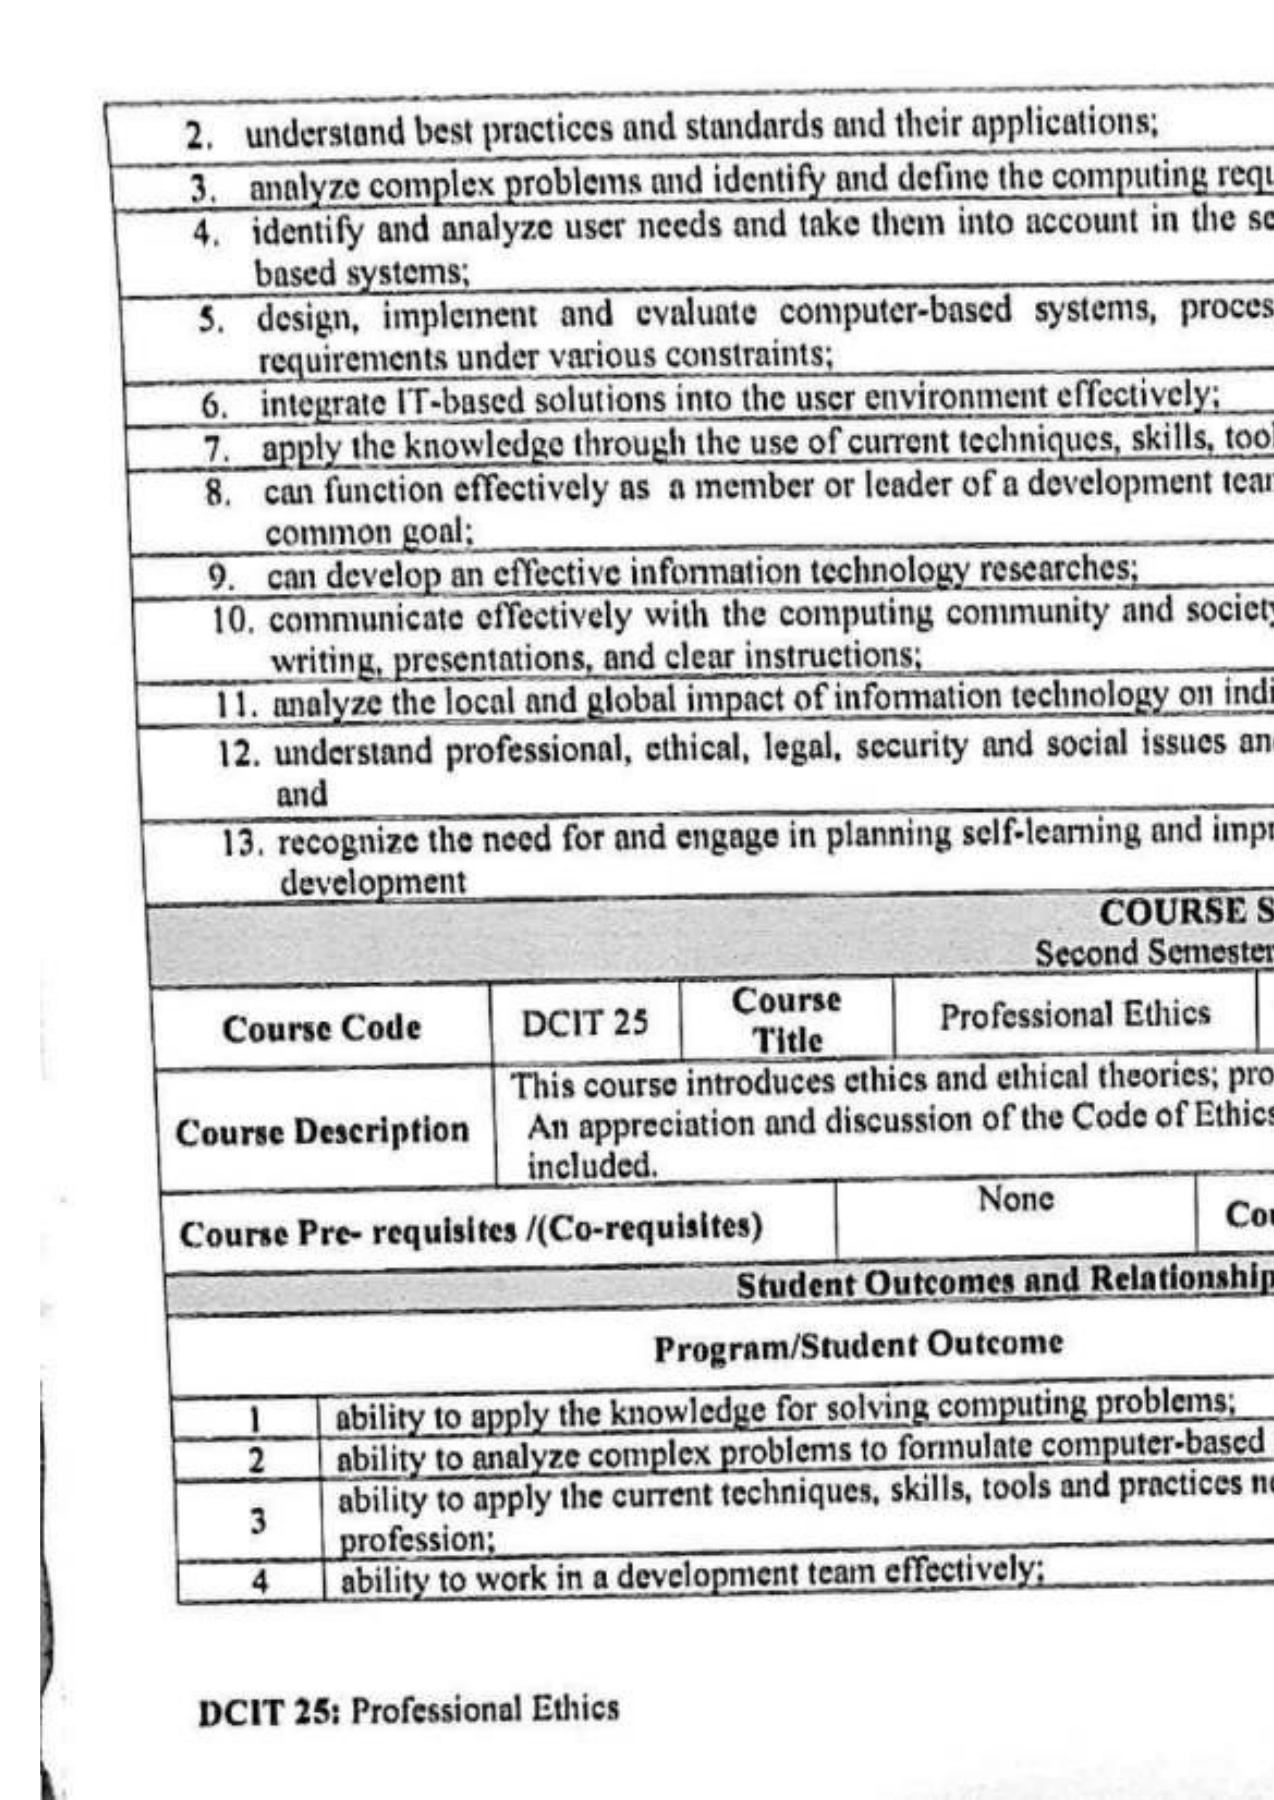 2. understand best practices and standards and their applications;
3. analyze complex problems and identify and define the computing requ
4. identify and analyze user needs and take them into account in the se
based systems;
5. design, implement and evaluate computer-based systems, proces
requirements under various constraints;
6. integrate IT-based solutions into the user environment effectively;
7. apply the knowledge through the use of current techniques, skills, tool
8. can function effectively as a member or leader of a development tear
common goal;
9. can develop an effective information technology researches;
10. communicate effectively with the computing community and society
writing, presentations, and clear instructions;
11. analyze the local and global impact of information technology on indi
12. understand professional, ethical, legal, security and social issues an
and
13. recognize the need for and engage in planning self-learning and impr
development
COURSE S
Second Semester
Course Code DCIT 25 Course Title Professional Ethics
Course Description
This course introduces ethics and ethical theories; pro
An appreciation and discussion of the Code of Ethics
included.
Course Pre- requisites /(Co-requisites) None Cou
Student Outcomes and Relationship
Program/Student Outcome
1 ability to apply the knowledge for solving computing problems;
2 ability to analyze complex problems to formulate computer-based
3 ability to apply the current techniques, skills, tools and practices ne
profession;
4 ability to work in a development team effectively;
DCIT 25: Professional Ethics